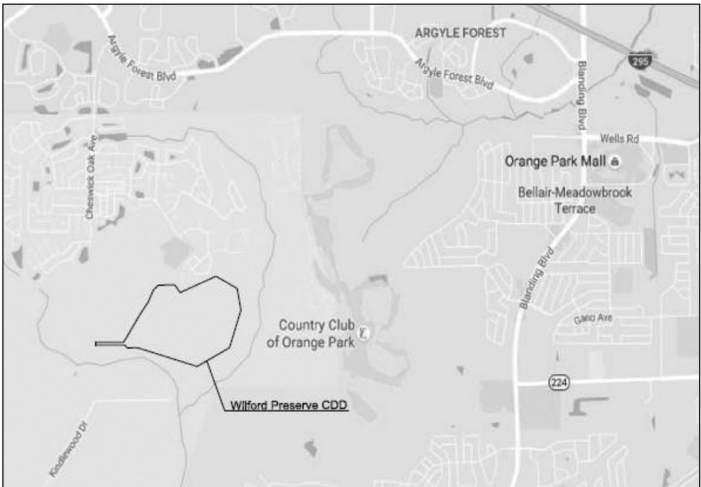 ARGYLE FOREST
Argyle Forest Blvd
Argyle Forest Blvd
295
Blanding Blvd
Wells Rd
Orange Park Mall
Cheswick Oak Ave
Bellair-Meadowbrook
Terrace
Blanding Blvd
Gano Ave
Country Club
of Orange Park
224
Wilford Preserve CDD
Kindlewood Dr